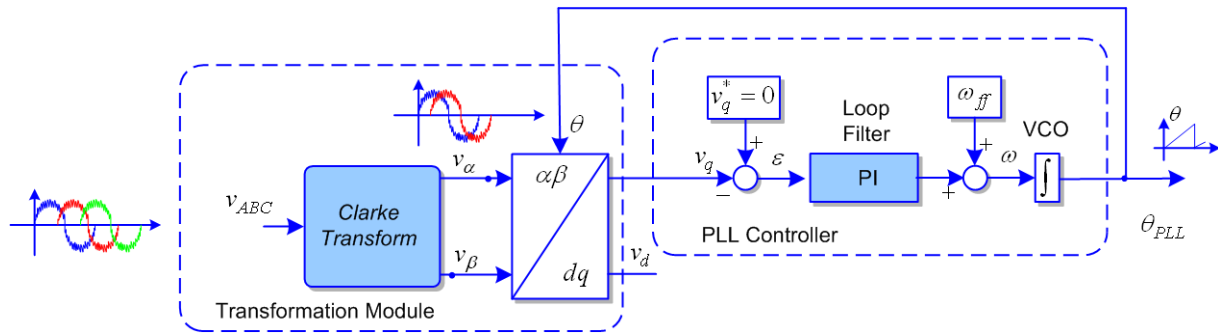 v_ABC
Clarke
Transform
v_α
v_β
θ
αβ
dq
v_d
Transformation Module
v_q
−
+
v_q^* = 0
ε
Loop
Filter
PI
+
ω_ff
+
ω
VCO
∫
PLL Controller
θ
θ_PLL